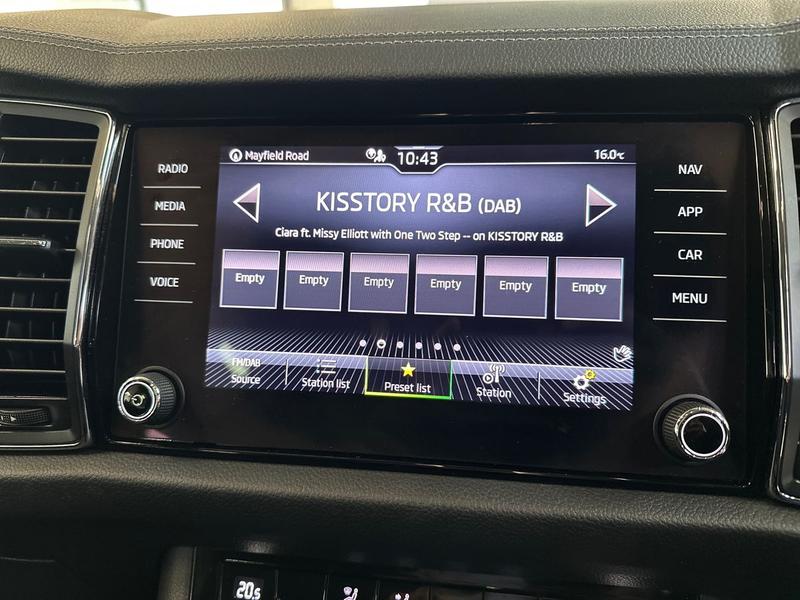 Mayfield Road 10:43 16.0°c
RADIO
MEDIA
PHONE
VOICE
KISSTORY R&B (DAB)
Ciara ft. Missy Elliott with One Two Step -- on KISSTORY R&B
Empty Empty Empty Empty Empty Empty
FM/DAB
Source
Station list
Preset list
Station
Settings
NAV
APP
CAR
MENU
20.5